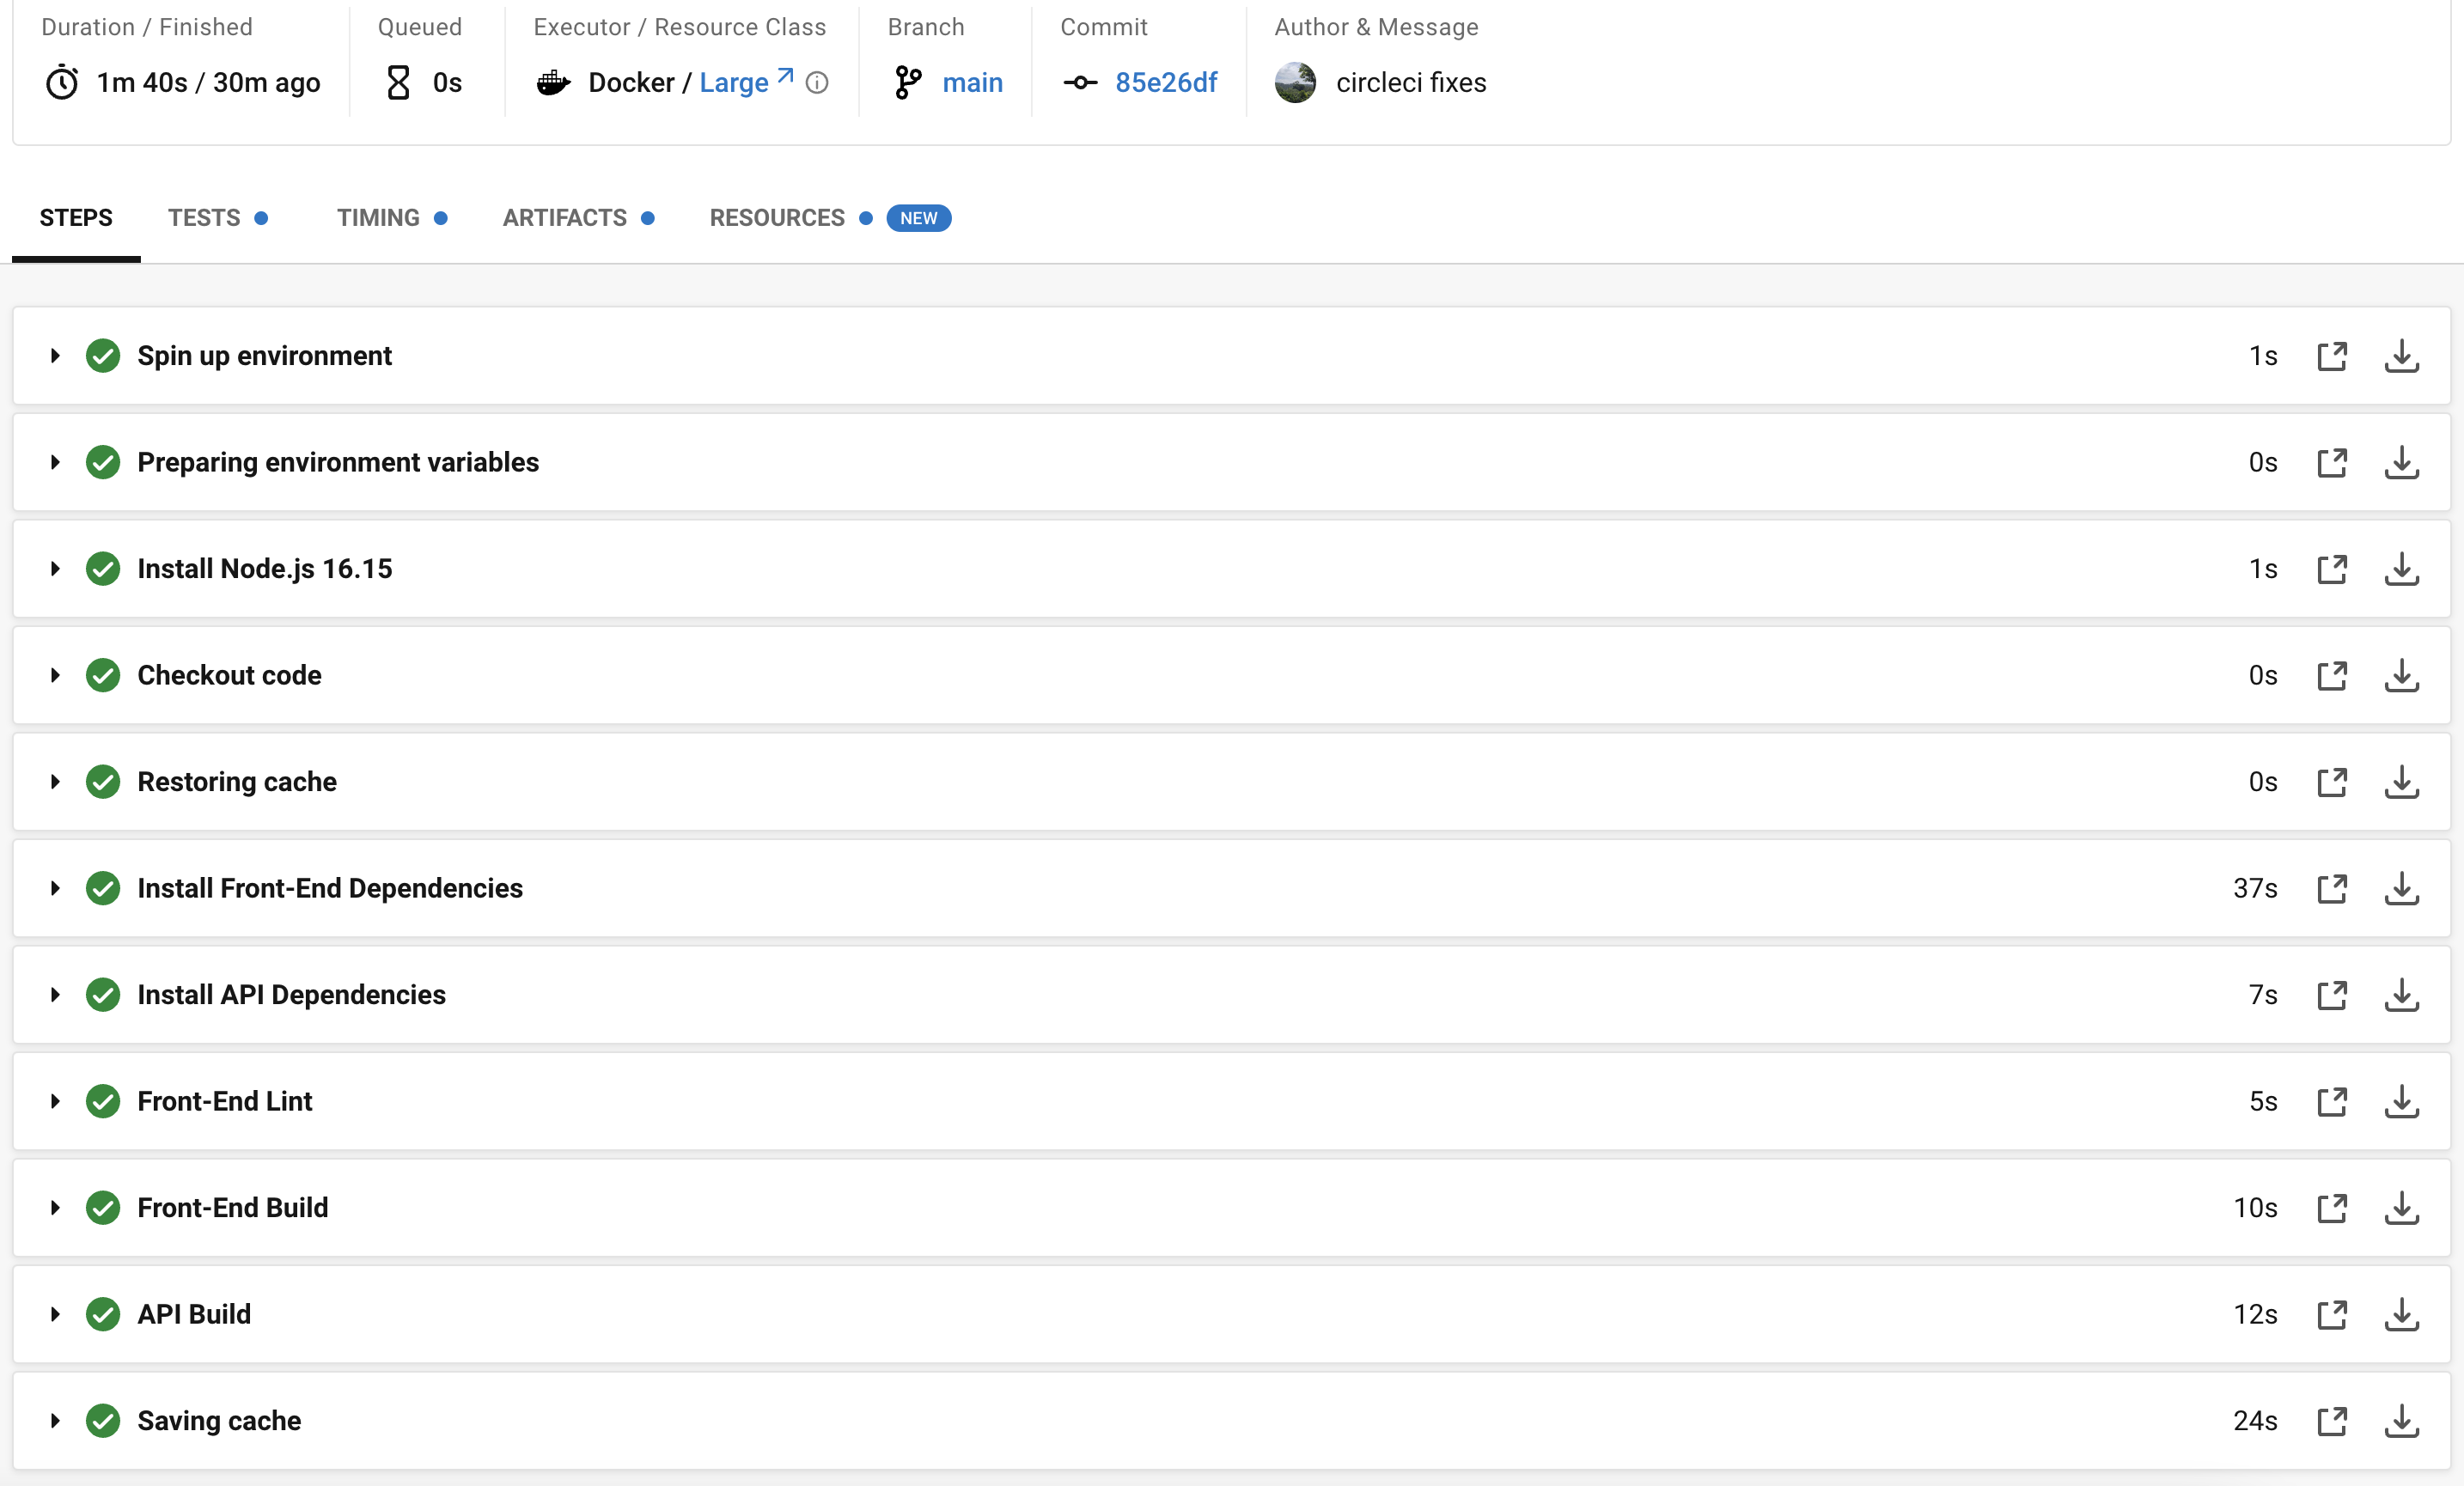 Duration / Finished Queued Executor / Resource Class Branch Commit Author & Message
1m 40s / 30m ago 0s Docker / Large main 85e26df circleci fixes
STEPS TESTS TIMING ARTIFACTS RESOURCES NEW
Spin up environment 1s
Preparing environment variables 0s
Install Node.js 16.15 1s
Checkout code 0s
Restoring cache 0s
Install Front-End Dependencies 37s
Install API Dependencies 7s
Front-End Lint 5s
Front-End Build 10s
API Build 12s
Saving cache 24s